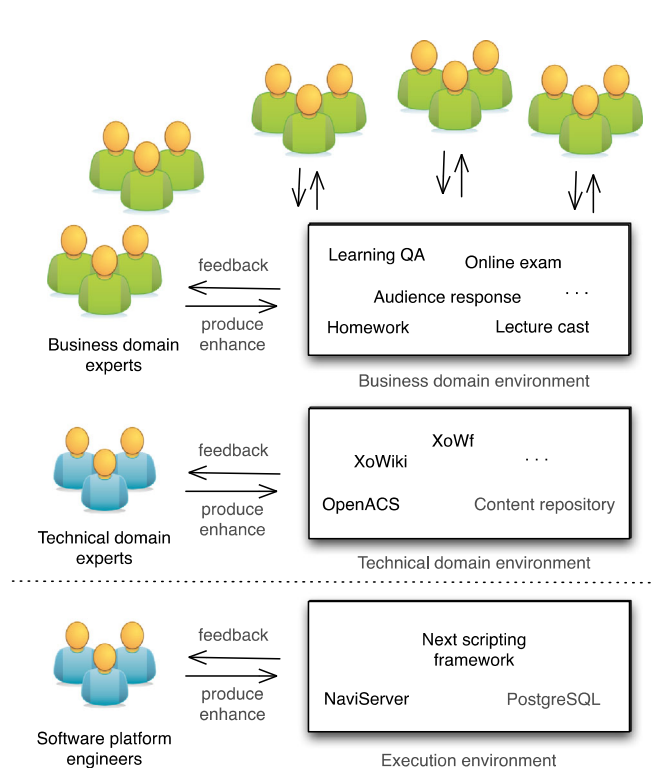 feedback
produce
enhance
Business domain
experts
Learning QA
Online exam
Audience response
. . .
Homework
Lecture cast
Business domain environment
feedback
produce
enhance
Technical domain
experts
XoWf
XoWiki
. . .
OpenACS
Content repository
Technical domain environment
feedback
produce
enhance
Software platform
engineers
Next scripting
framework
NaviServer
PostgreSQL
Execution environment